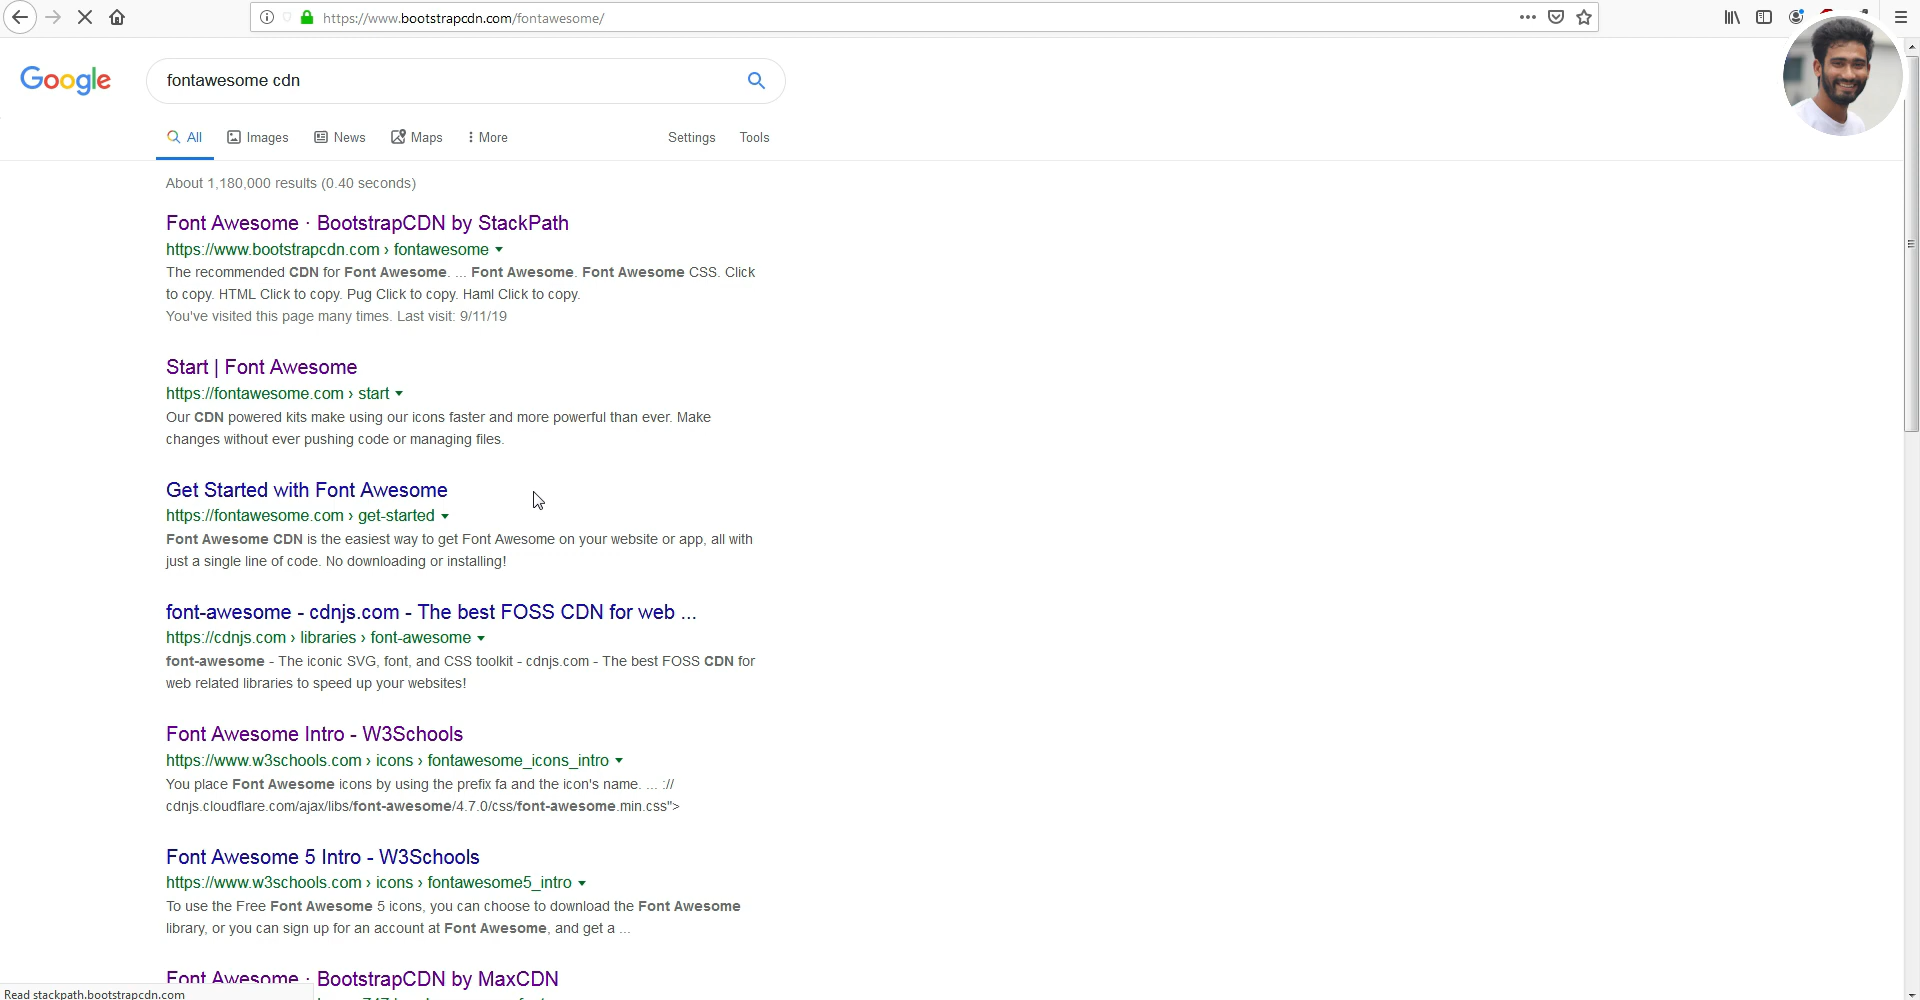 https://www.bootstrapcdn.com/fontawesome/
Google
fontawesome cdn
All Images News Maps More Settings Tools
About 1,180,000 results (0.40 seconds)
Font Awesome · BootstrapCDN by StackPath
https://www.bootstrapcdn.com › fontawesome
The recommended CDN for Font Awesome. ... Font Awesome. Font Awesome CSS. Click
to copy. HTML Click to copy. Pug Click to copy. Haml Click to copy.
You've visited this page many times. Last visit: 9/11/19
Start | Font Awesome
https://fontawesome.com › start
Our CDN powered kits make using our icons faster and more powerful than ever. Make
changes without ever pushing code or managing files.
Get Started with Font Awesome
https://fontawesome.com › get-started
Font Awesome CDN is the easiest way to get Font Awesome on your website or app, all with
just a single line of code. No downloading or installing!
font-awesome - cdnjs.com - The best FOSS CDN for web ...
https://cdnjs.com › libraries › font-awesome
font-awesome - The iconic SVG, font, and CSS toolkit - cdnjs.com - The best FOSS CDN for
web related libraries to speed up your websites!
Font Awesome Intro - W3Schools
https://www.w3schools.com › icons › fontawesome_icons_intro
You place Font Awesome icons by using the prefix fa and the icon's name. ... ://
cdnjs.cloudflare.com/ajax/libs/font-awesome/4.7.0/css/font-awesome.min.css">
Font Awesome 5 Intro - W3Schools
https://www.w3schools.com › icons › fontawesome5_intro
To use the Free Font Awesome 5 icons, you can choose to download the Font Awesome
library, or you can sign up for an account at Font Awesome, and get a ...
Font Awesome · BootstrapCDN by MaxCDN
Read stackpath.bootstrapcdn.com